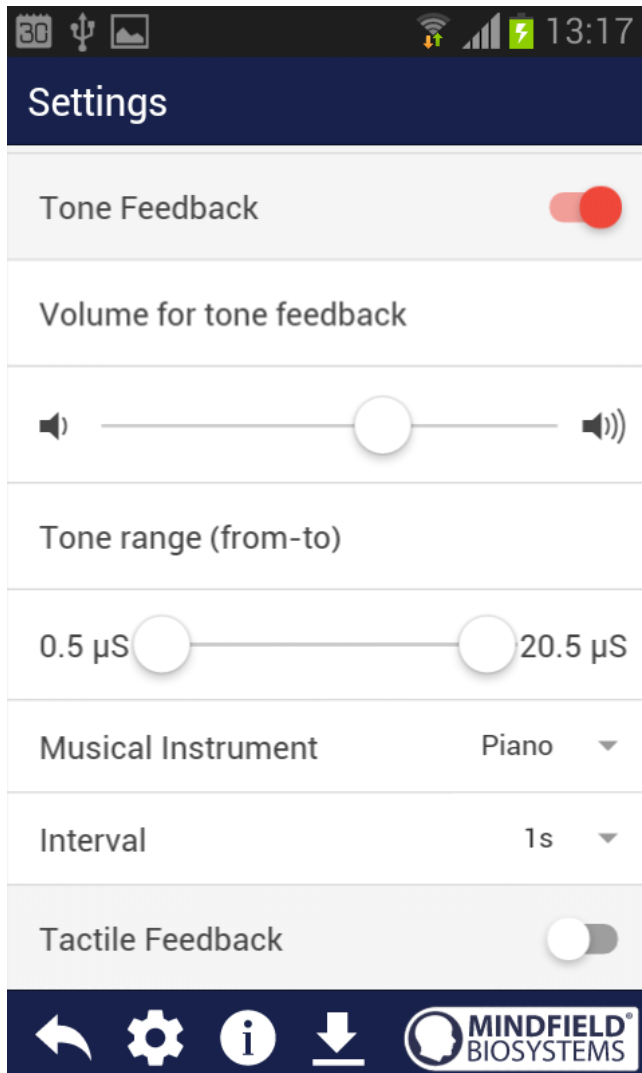 30
13:17
Settings
Tone Feedback
Volume for tone feedback
Tone range (from-to)
0.5 µS 20.5 µS
Musical Instrument Piano
Interval 1s
Tactile Feedback
i
MINDFIELD®
BIOSYSTEMS